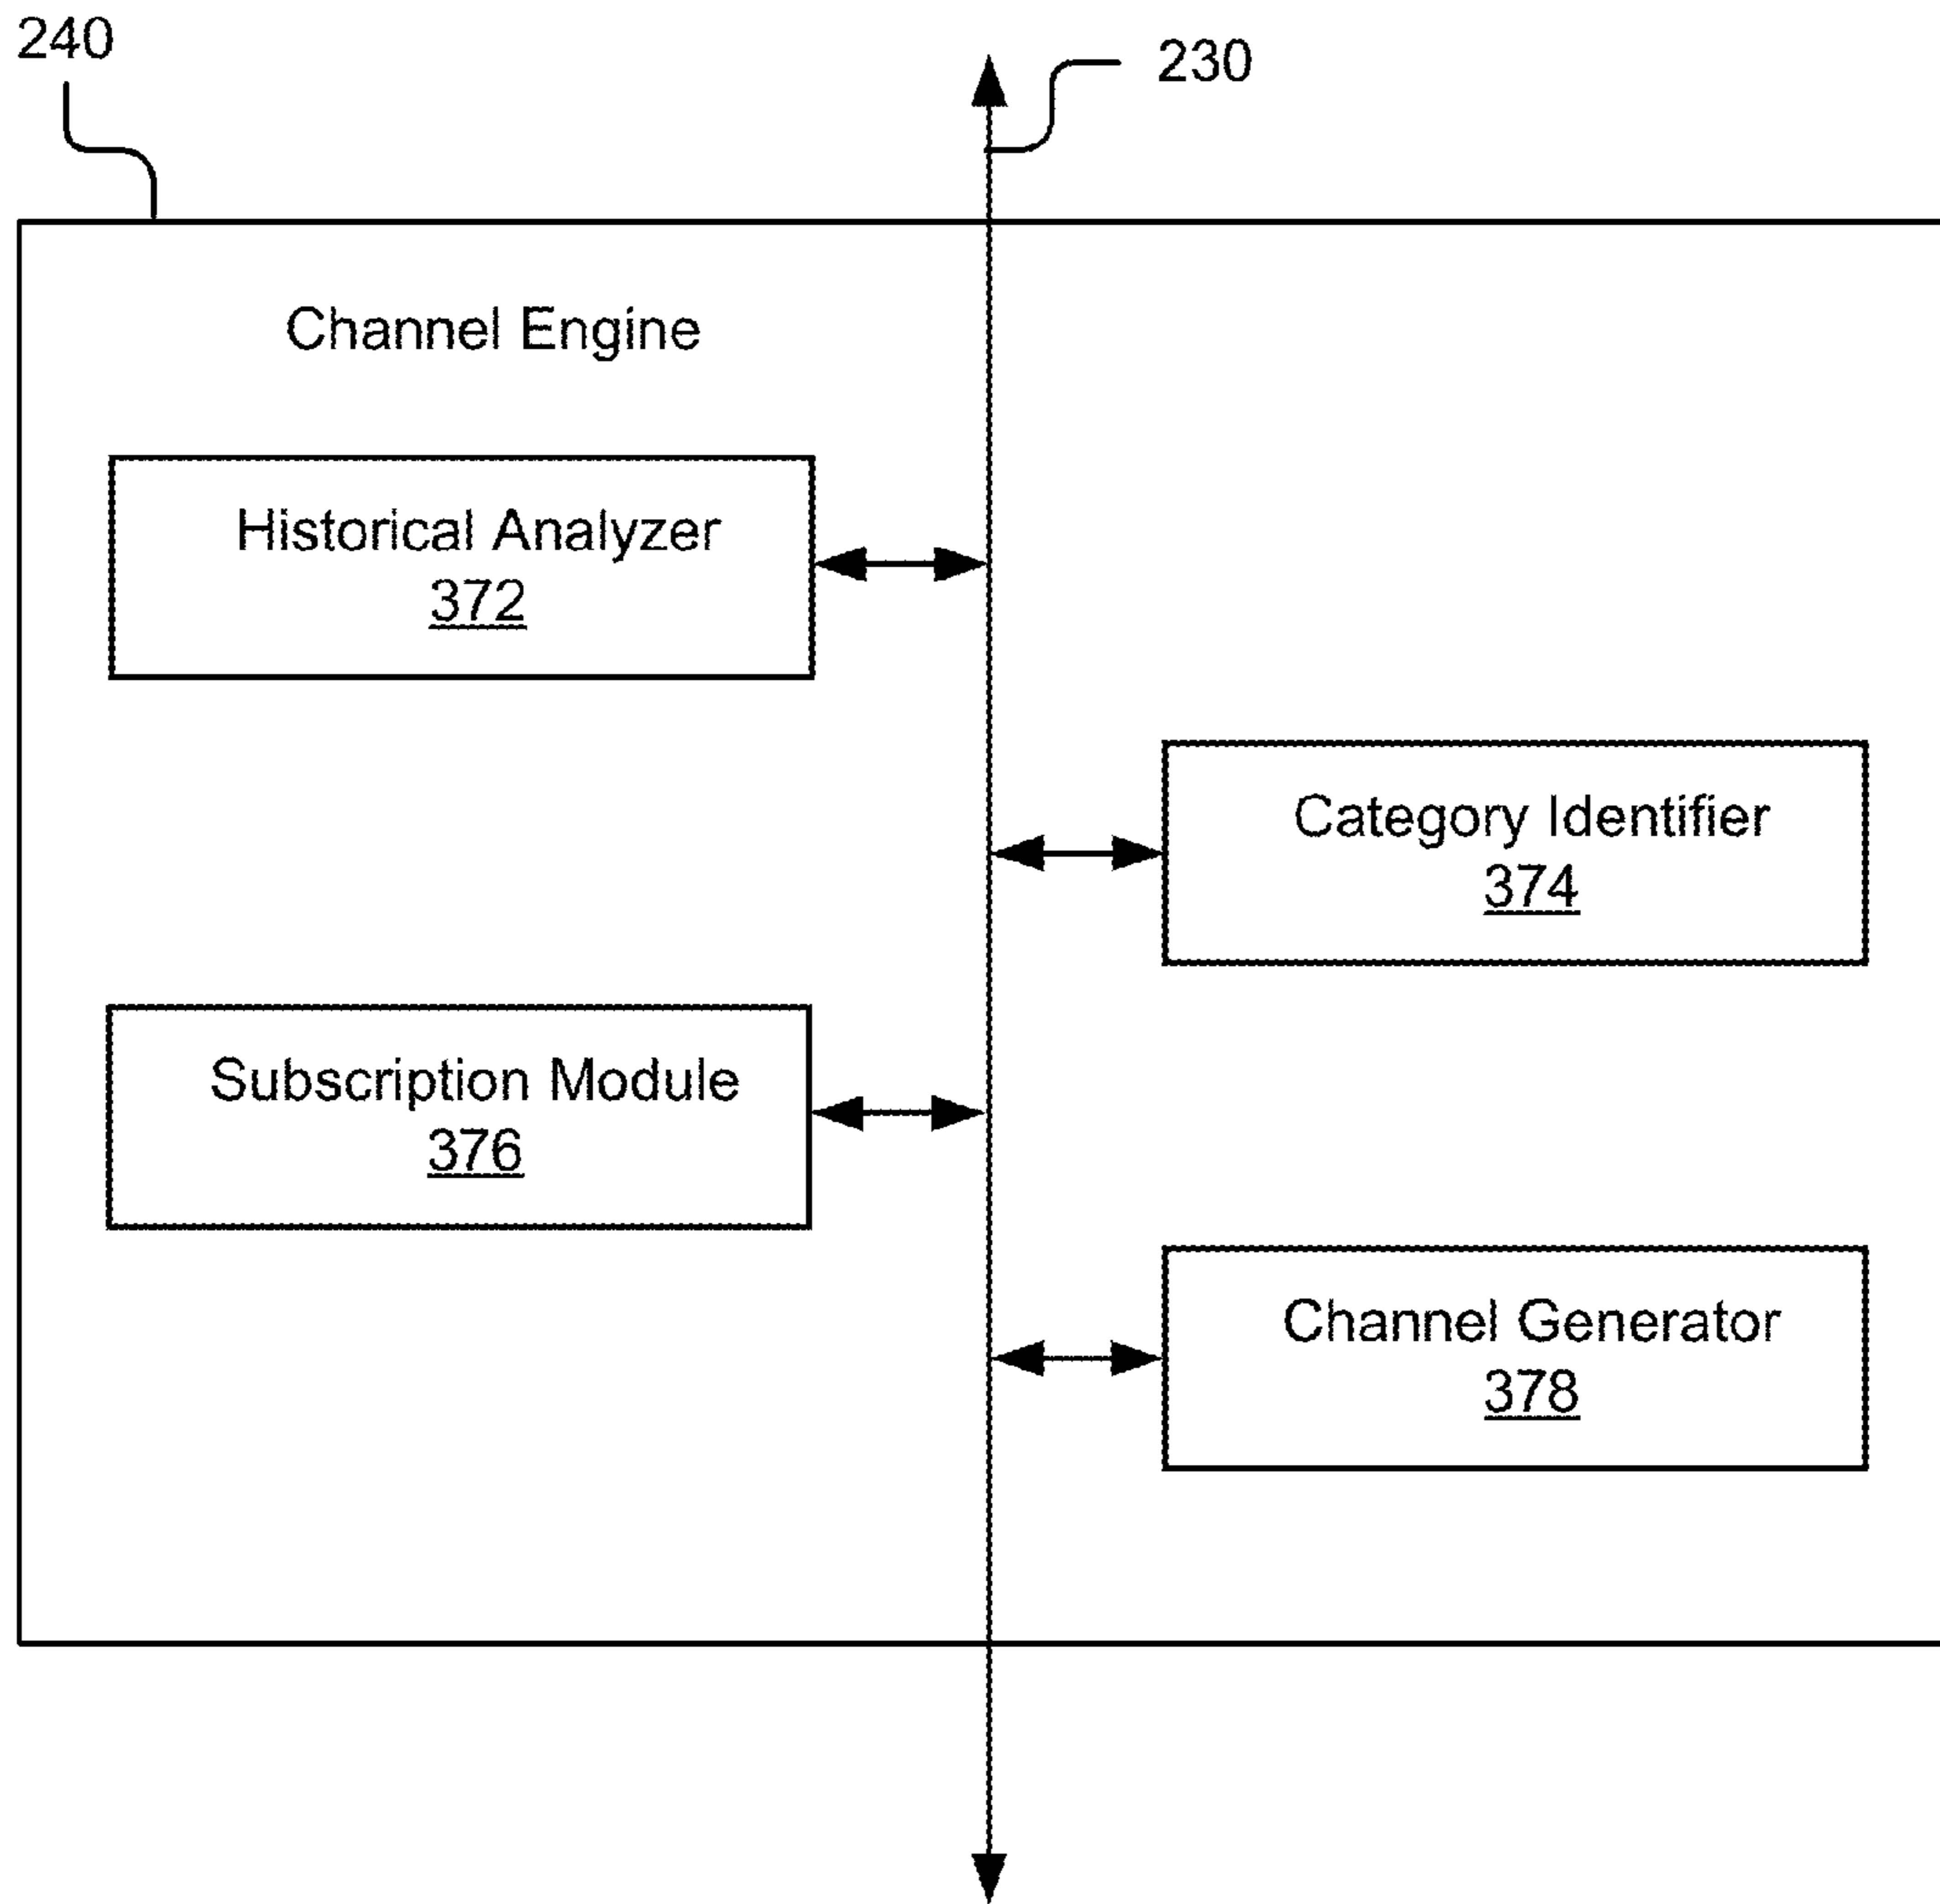 240
230
Channel Engine
Historical Analyzer
372
Category Identifier
374
Subscription Module
376
Channel Generator
378